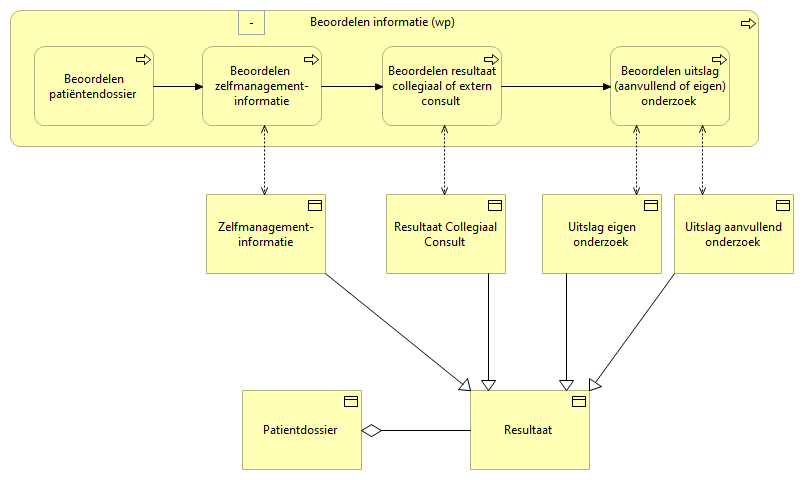 -
Beoordelen informatie (wp)
Beoordelen
patiëntendossier
Beoordelen
zelfmanagement-
informatie
Beoordelen resultaat
collegiaal of extern
consult
Beoordelen uitslag
(aanvullend of eigen)
onderzoek
Zelfmanagement-
informatie
Resultaat Collegiaal
Consult
Uitslag eigen
onderzoek
Uitslag aanvullend
onderzoek
Patientdossier
Resultaat